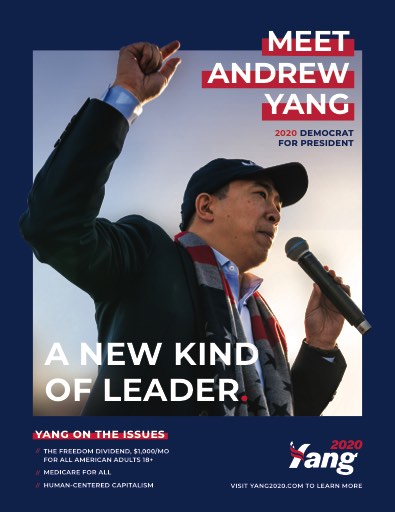 MEET
ANDREW
YANG
2020 DEMOCRAT
FOR PRESIDENT
A NEW KIND
OF LEADER.
YANG ON THE ISSUES
// THE FREEDOM DIVIDEND, $1,000/MO
FOR ALL AMERICAN ADULTS 18+
// MEDICARE FOR ALL
// HUMAN-CENTERED CAPITALISM
2020
Yang
VISIT YANG2020.COM TO LEARN MORE